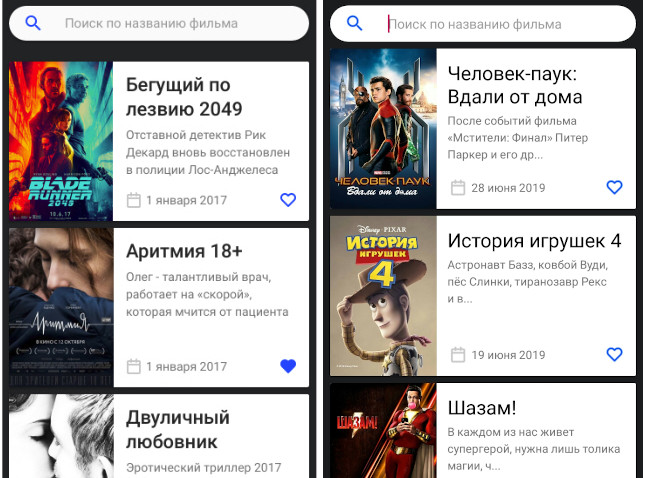 Поиск по названию фильма
BLADE
RUNNER
2049
Бегущий по
лезвию 2049
Отставной детектив Рик
Декард вновь восстановлен
в полиции Лос-Анджелеса
1 января 2017
Аритмия
В КИНО С 12 ОКТЯБРЯ
Аритмия 18+
Олег - талантливый врач,
работает на «скорой»,
которая мчится от пациента
1 января 2017
Двуличный
любовник
Эротический триллер 2017
Поиск по названию фильма
ЧЕЛОВЕК-ПАУК
Вдали от дома
Человек-паук:
Вдали от дома
После событий фильма
«Мстители: Финал» Питер
Паркер и его др...
28 июня 2019
Disney · PIXAR
ИСТОРИЯ
ИГРУШЕК
4
История игрушек 4
Астронавт Базз, ковбой Вуди,
пёс Слинки, тиранозавр Рекс
и в...
19 июня 2019
ШАЗАМ!
Шазам!
В каждом из нас живет
супергерой, нужна лишь толика
магии, ч...